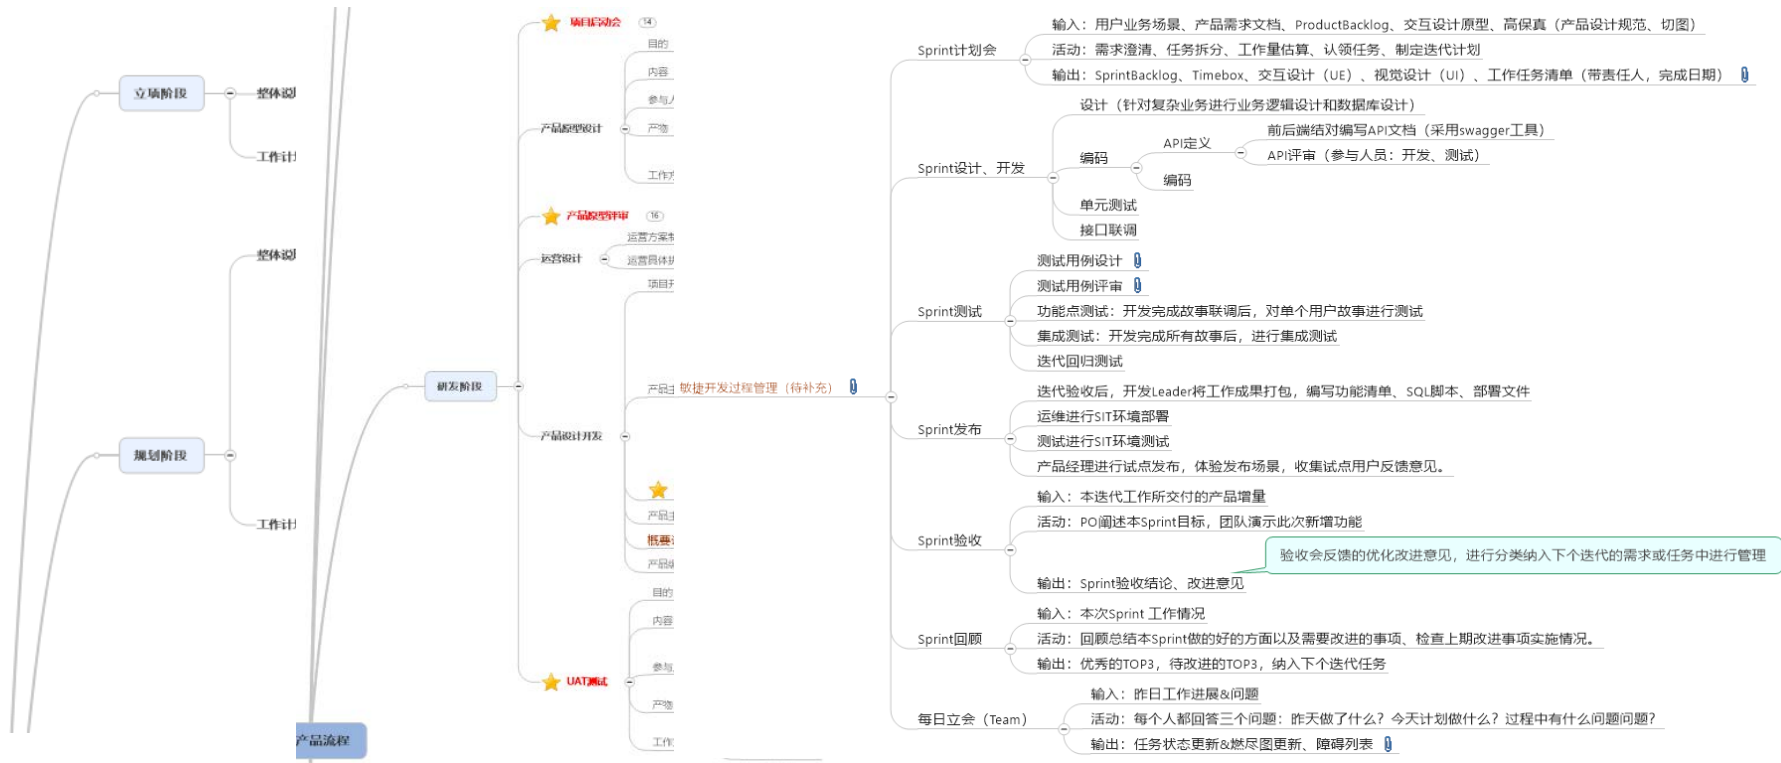 立项阶段
整体说
工作计
规划阶段
整体说
工作计
产品流程
研发阶段
项目启动会 14
产品原型设计
目的
内容
参与人
产物
工作方
产品原型评审 16
运营设计
运营方案
运营具体
产品设计开发
项目开
产品主
产品主
概要
产品
UAT测试
目的
内容
参与
产物
工作
敏捷开发过程管理（待补充）
Sprint计划会
输入：用户业务场景、产品需求文档、ProductBacklog、交互设计原型、高保真（产品设计规范、切图）
活动：需求澄清、任务拆分、工作量估算、认领任务、制定迭代计划
输出：SprintBacklog、Timebox、交互设计（UE）、视觉设计（UI）、工作任务清单（带责任人，完成日期）
Sprint设计、开发
设计（针对复杂业务进行业务逻辑设计和数据库设计）
编码
API定义
前后端结对编写API文档（采用swagger工具）
API评审（参与人员：开发、测试）
编码
单元测试
接口联调
Sprint测试
测试用例设计
测试用例评审
功能点测试：开发完成故事联调后，对单个用户故事进行测试
集成测试：开发完成所有故事后，进行集成测试
迭代回归测试
Sprint发布
迭代验收后，开发Leader将工作成果打包，编写功能清单、SQL脚本、部署文件
运维进行SIT环境部署
测试进行SIT环境测试
产品经理进行试点发布，体验发布场景，收集试点用户反馈意见。
Sprint验收
输入：本迭代工作所交付的产品增量
活动：PO阐述本Sprint目标，团队演示此次新增功能
验收会反馈的优化改进意见，进行分类纳入下个迭代的需求或任务中进行管理
输出：Sprint验收结论、改进意见
Sprint回顾
输入：本次Sprint 工作情况
活动：回顾总结本Sprint做的好的方面以及需要改进的事项、检查上期改进事项实施情况。
输出：优秀的TOP3，待改进的TOP3，纳入下个迭代任务
每日立会（Team）
输入：昨日工作进展&问题
活动：每个人都回答三个问题：昨天做了什么？今天计划做什么？过程中有什么问题问题？
输出：任务状态更新&燃尽图更新、障碍列表